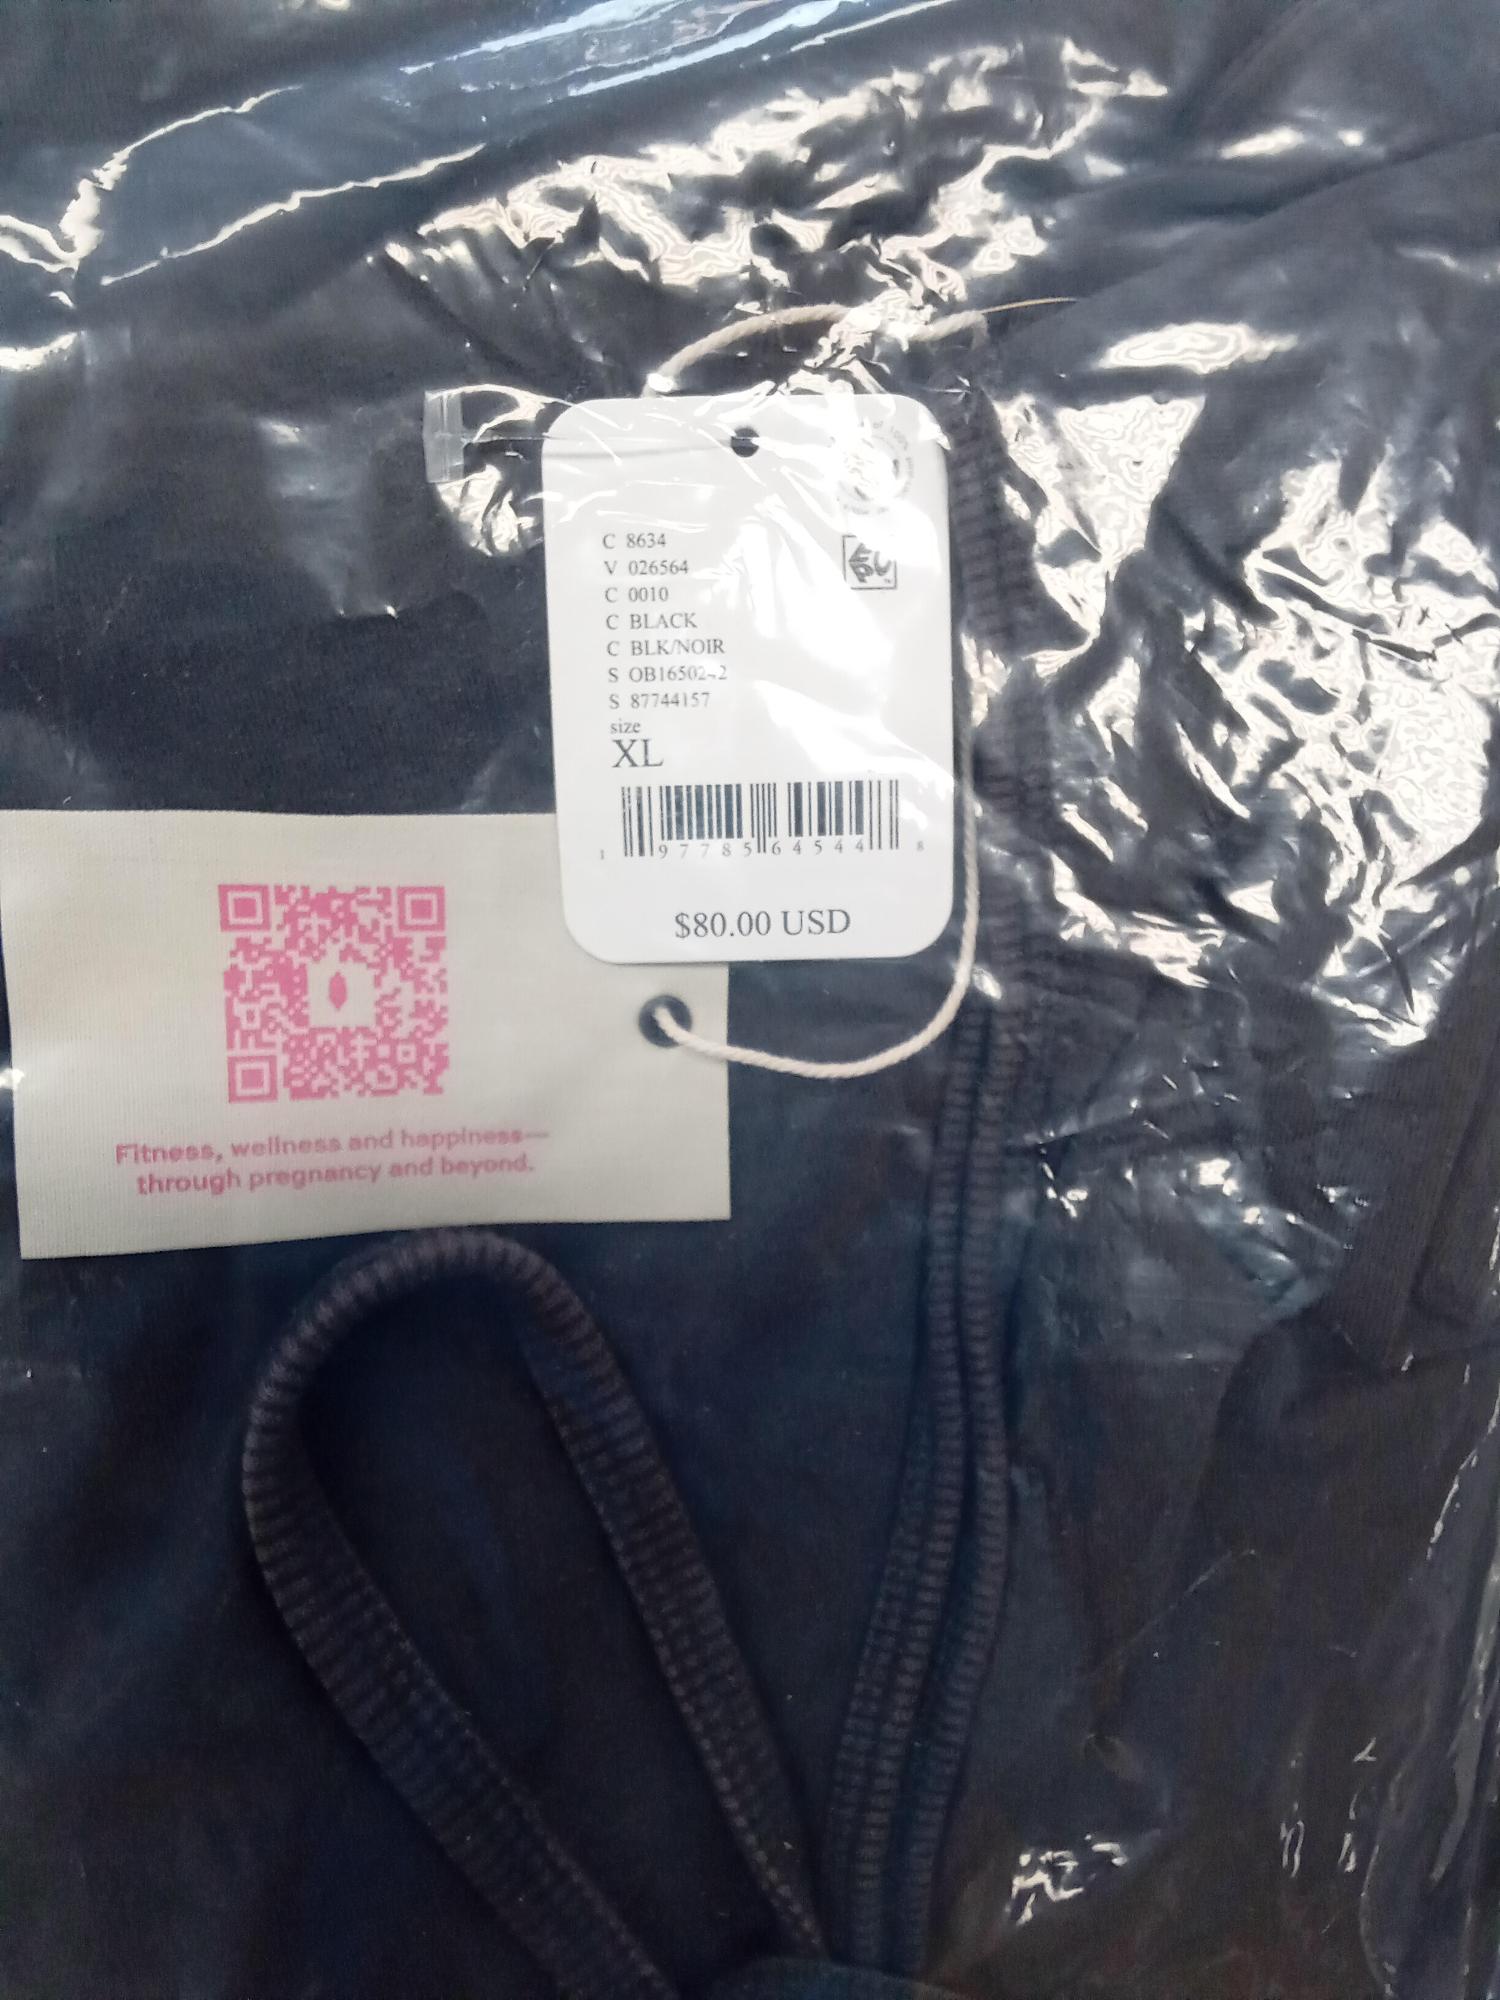 C 8634
V 026564
C 0010
C BLACK
C BLK/NOIR
S OB16502-2
S 87744157
size
XL
1 97785 64544 8
$80.00 USD
Fitness, wellness and happiness—
through pregnancy and beyond.